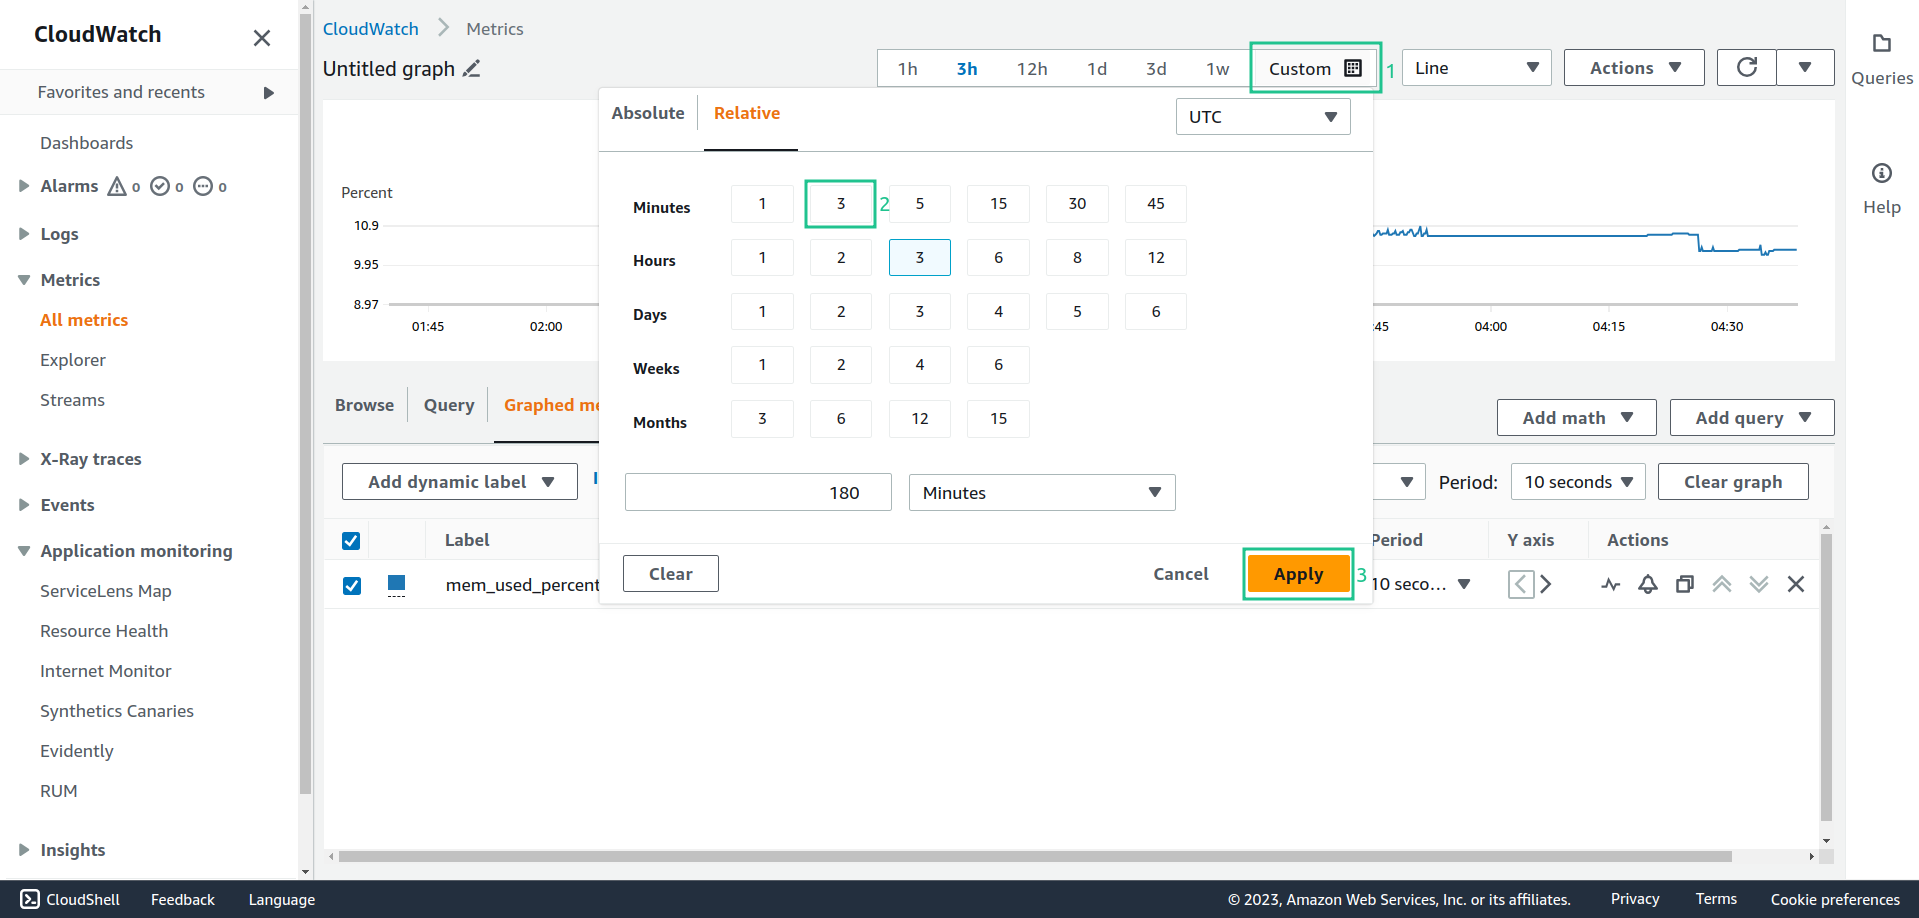 CloudWatch
Favorites and recents
Dashboards
Alarms 0 0 0
Logs
Metrics
All metrics
Explorer
Streams
X-Ray traces
Events
Application monitoring
ServiceLens Map
Resource Health
Internet Monitor
Synthetics Canaries
Evidently
RUM
Insights
CloudWatch Metrics
Untitled graph
1h 3h 12h 1d 3d 1w Custom 1 Line Actions
Queries
Help
Absolute Relative UTC
Percent
10.9
9.95
8.97
01:45 02:00 :45 04:00 04:15 04:30
Minutes 1 3 2 5 15 30 45
Hours 1 2 3 6 8 12
Days 1 2 3 4 5 6
Weeks 1 2 4 6
Months 3 6 12 15
180 Minutes
Clear Cancel Apply 3
Browse Query Graphed me Add math Add query
Add dynamic label Period: 10 seconds Clear graph
Label Period Y axis Actions
mem_used_percent 10 seco...
CloudShell Feedback Language © 2023, Amazon Web Services, Inc. or its affiliates. Privacy Terms Cookie preferences